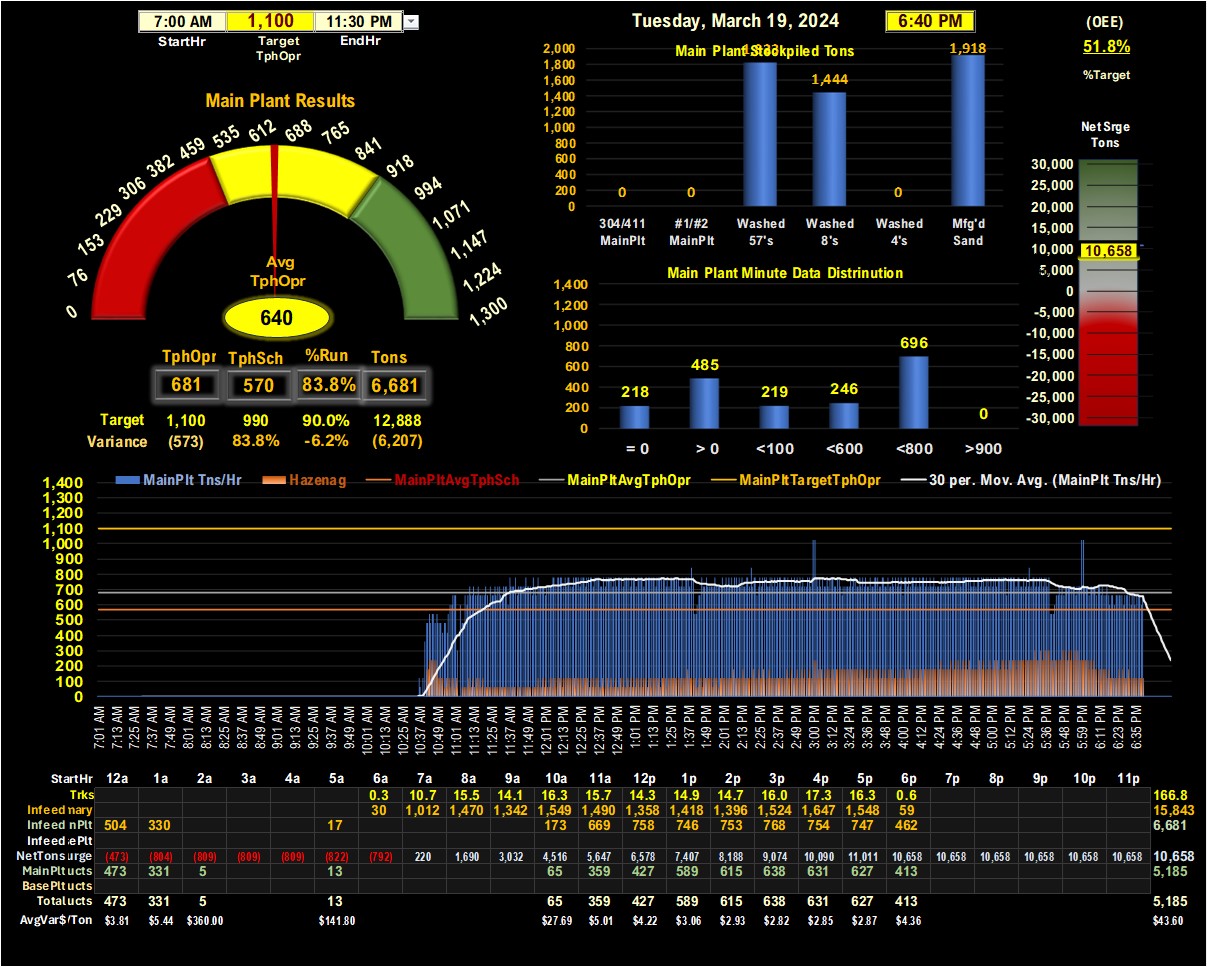 7:00 AM 1,100 11:30 PM
StartHr Target TphOpr EndHr
Tuesday, March 19, 2024 6:40 PM
(OEE)
51.8%
%Target
Main Plant Results
0 76 153 229 306 382 459 535 612 688 765 841 918 994 1,071 1,147 1,224 1,300
Avg
TphOpr
640
TphOpr TphSch %Run Tons
681 570 83.8% 6,681
Target 1,100 990 90.0% 12,888
Variance (573) 83.8% -6.2% (6,207)
Main Plant Stockpiled Tons
2,000
1,800
1,600
1,400
1,200
1,000
800
600
400
200
0
0 0 1,444 0 1,918
304/411 #1/#2 Washed Washed Washed Mfg'd
MainPlt MainPlt 57's 8's 4's Sand
Main Plant Minute Data Distrinution
1,400
1,200
1,000
800
600
400
200
0
218 485 219 246 696 0
= 0 > 0 <100 <600 <800 >900
Net Srge
Tons
30,000
25,000
20,000
15,000
10,000
5,000
0
-5,000
-10,000
-15,000
-20,000
-25,000
-30,000
10,658
MainPlt Tns/Hr Hazenag MainPltAvgTphSch MainPltAvgTphOpr MainPltTargetTphOpr 30 per. Mov. Avg. (MainPlt Tns/Hr)
1,400
1,300
1,200
1,100
1,000
900
800
700
600
500
400
300
200
100
0
7:01 AM 7:13 AM 7:25 AM 7:37 AM 7:49 AM 8:01 AM 8:13 AM 8:25 AM 8:37 AM 8:49 AM 9:01 AM 9:13 AM 9:25 AM 9:37 AM 9:49 AM 10:01 AM 10:13 AM 10:25 AM 10:37 AM 10:49 AM 11:01 AM 11:13 AM 11:25 AM 11:37 AM 11:49 AM 12:01 PM 12:13 PM 12:25 PM 12:37 PM 12:49 PM 1:01 PM 1:13 PM 1:25 PM 1:37 PM 1:49 PM 2:01 PM 2:13 PM 2:25 PM 2:37 PM 2:49 PM 3:00 PM 3:12 PM 3:24 PM 3:36 PM 3:48 PM 4:00 PM 4:12 PM 4:24 PM 4:36 PM 4:48 PM 5:00 PM 5:12 PM 5:24 PM 5:36 PM 5:48 PM 5:59 PM 6:11 PM 6:23 PM 6:35 PM
StartHr 12a 1a 2a 3a 4a 5a 6a 7a 8a 9a 10a 11a 12p 1p 2p 3p 4p 5p 6p 7p 8p 9p 10p 11p
Trks 0.3 10.7 15.5 14.1 16.3 15.7 14.3 14.9 14.7 16.0 17.3 16.3 0.6 166.8
Infeed mary 30 1,012 1,470 1,342 1,549 1,490 1,358 1,418 1,396 1,524 1,647 1,548 59 15,843
Infeed nPlt 504 330 17 173 669 758 746 753 768 754 747 462 6,681
Infeed ePlt
NetTonsurge (473) (804) (809) (809) (809) (822) (792) 220 1,690 3,032 4,516 5,647 6,578 7,407 8,188 9,074 10,090 11,011 10,658 10,658 10,658 10,658 10,658 10,658 10,658
MainPlt ucts 473 331 5 13 65 359 427 589 615 638 631 627 413 5,185
BasePlt ucts
Total ucts 473 331 5 13 65 359 427 589 615 638 631 627 413 5,185
AvgVar$/Ton $3.81 $5.44 $360.00 $141.80 $27.69 $5.01 $4.22 $3.06 $2.93 $2.82 $2.85 $2.87 $4.36 $43.60